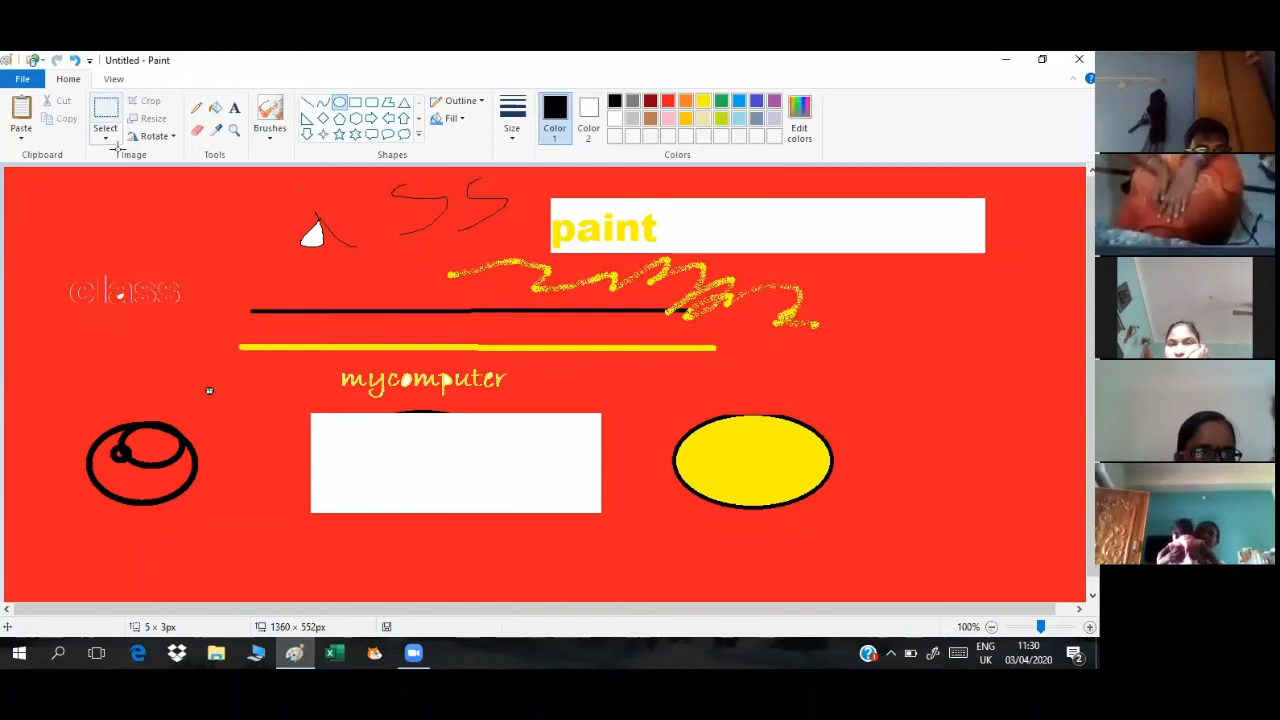 Untitled - Paint
File Home View
Paste
Cut
Copy
Clipboard
Select
Crop
Resize
Rotate
Image
Tools
Brushes
Outline
Fill
Shapes
Size
Color 1
Color 2
Edit colors
Colors
SS
paint
class
mycomputer
5 × 3px
1360 × 552px
100%
ENG
UK
11:30
03/04/2020
2